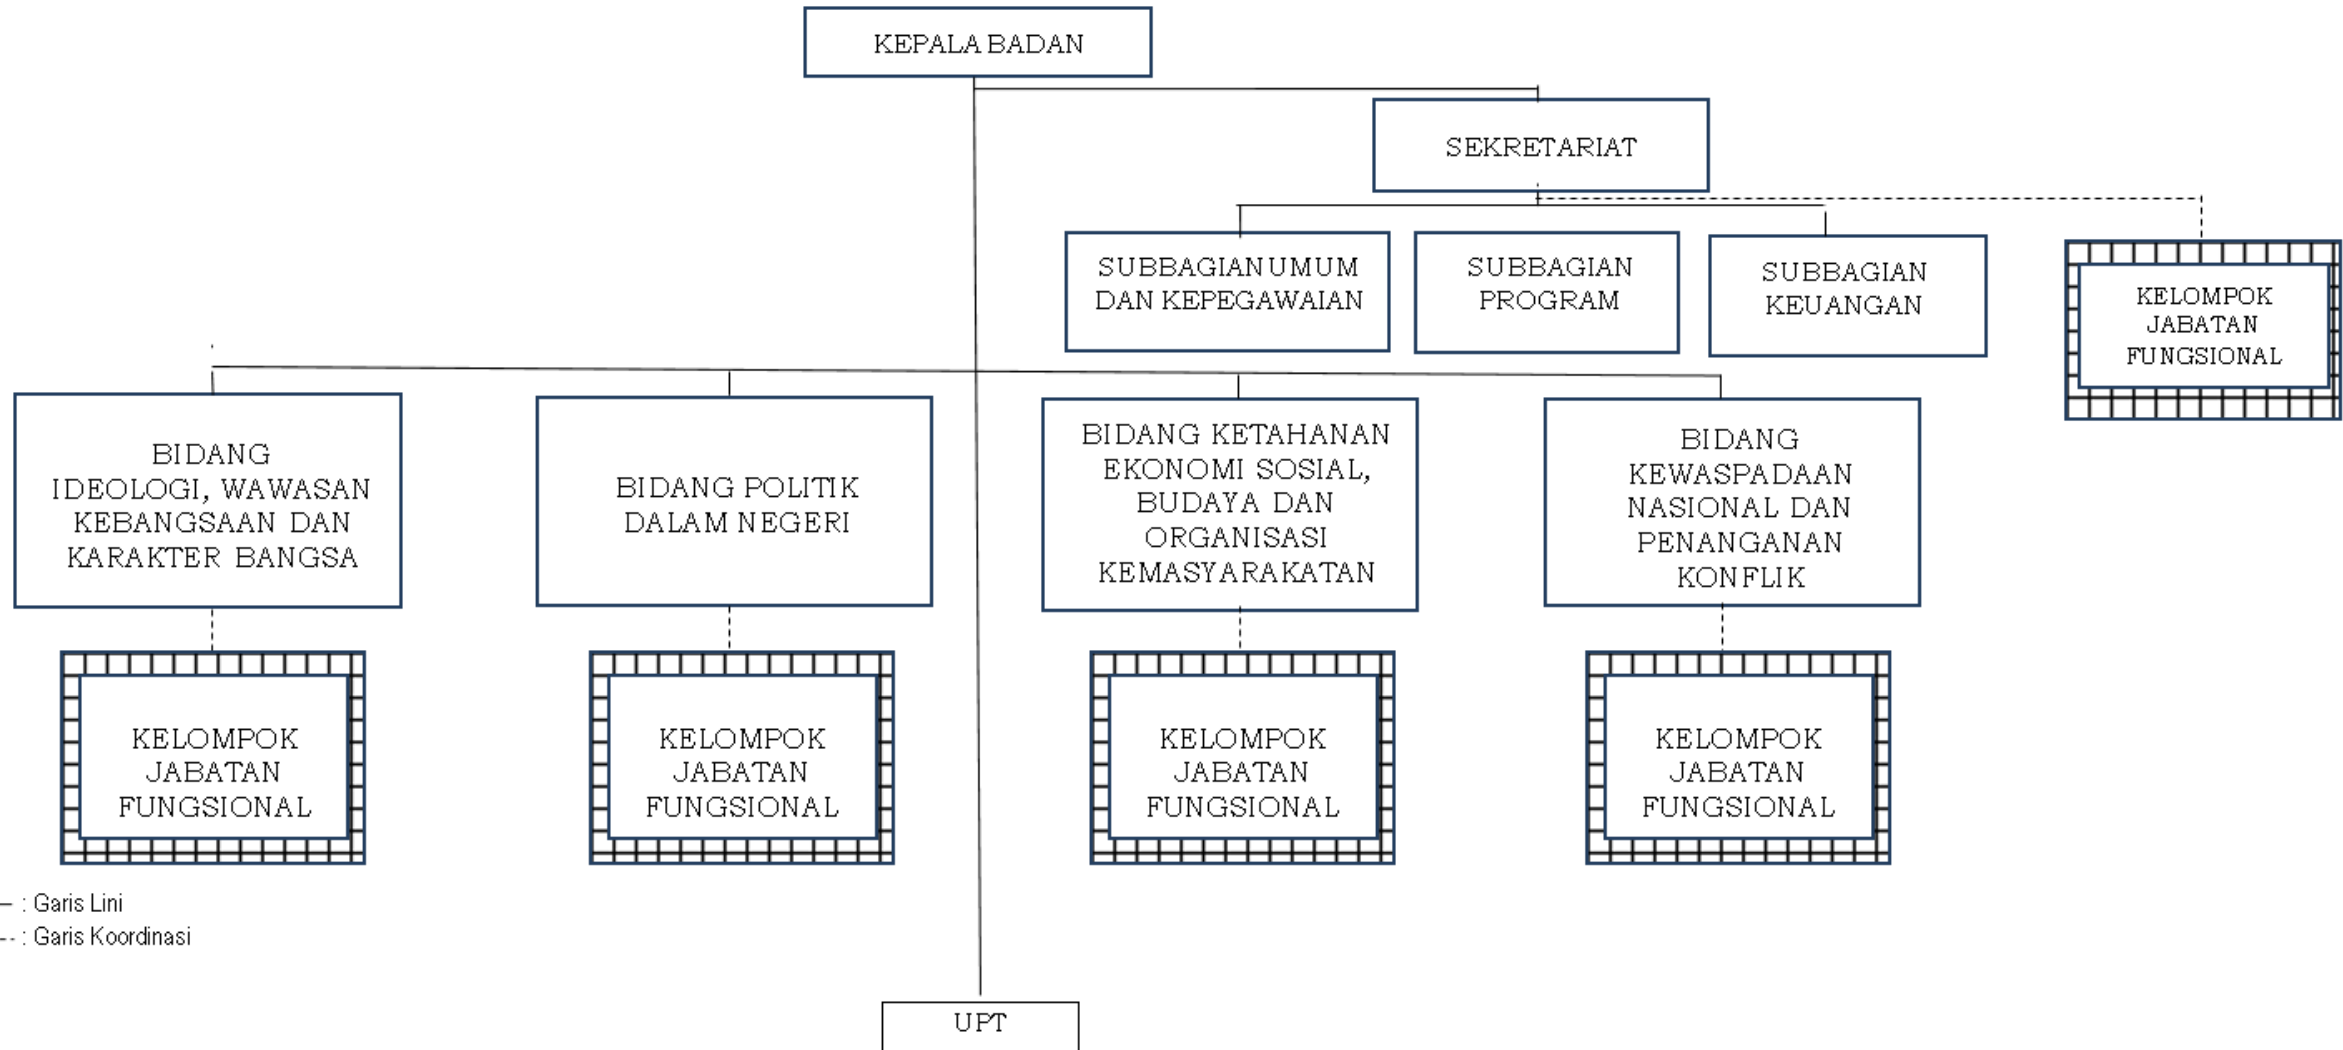 KEPALA BADAN
SEKRETARIAT
SUBBAGIAN UMUM
DAN KEPEGAWAIAN
SUBBAGIAN
PROGRAM
SUBBAGIAN
KEUANGAN
KELOMPOK
JABATAN
FUNGSIONAL
BIDANG
IDEOLOGI, WAWASAN
KEBANGSAAN DAN
KARAKTER BANGSA
BIDANG POLITIK
DALAM NEGERI
BIDANG KETAHANAN
EKONOMI SOSIAL,
BUDAYA DAN
ORGANISASI
KEMASYARAKATAN
BIDANG
KEWASPADAAN
NASIONAL DAN
PENANGANAN
KONFLIK
KELOMPOK
JABATAN
FUNGSIONAL
KELOMPOK
JABATAN
FUNGSIONAL
KELOMPOK
JABATAN
FUNGSIONAL
KELOMPOK
JABATAN
FUNGSIONAL
: Garis Lini
: Garis Koordinasi
UPT